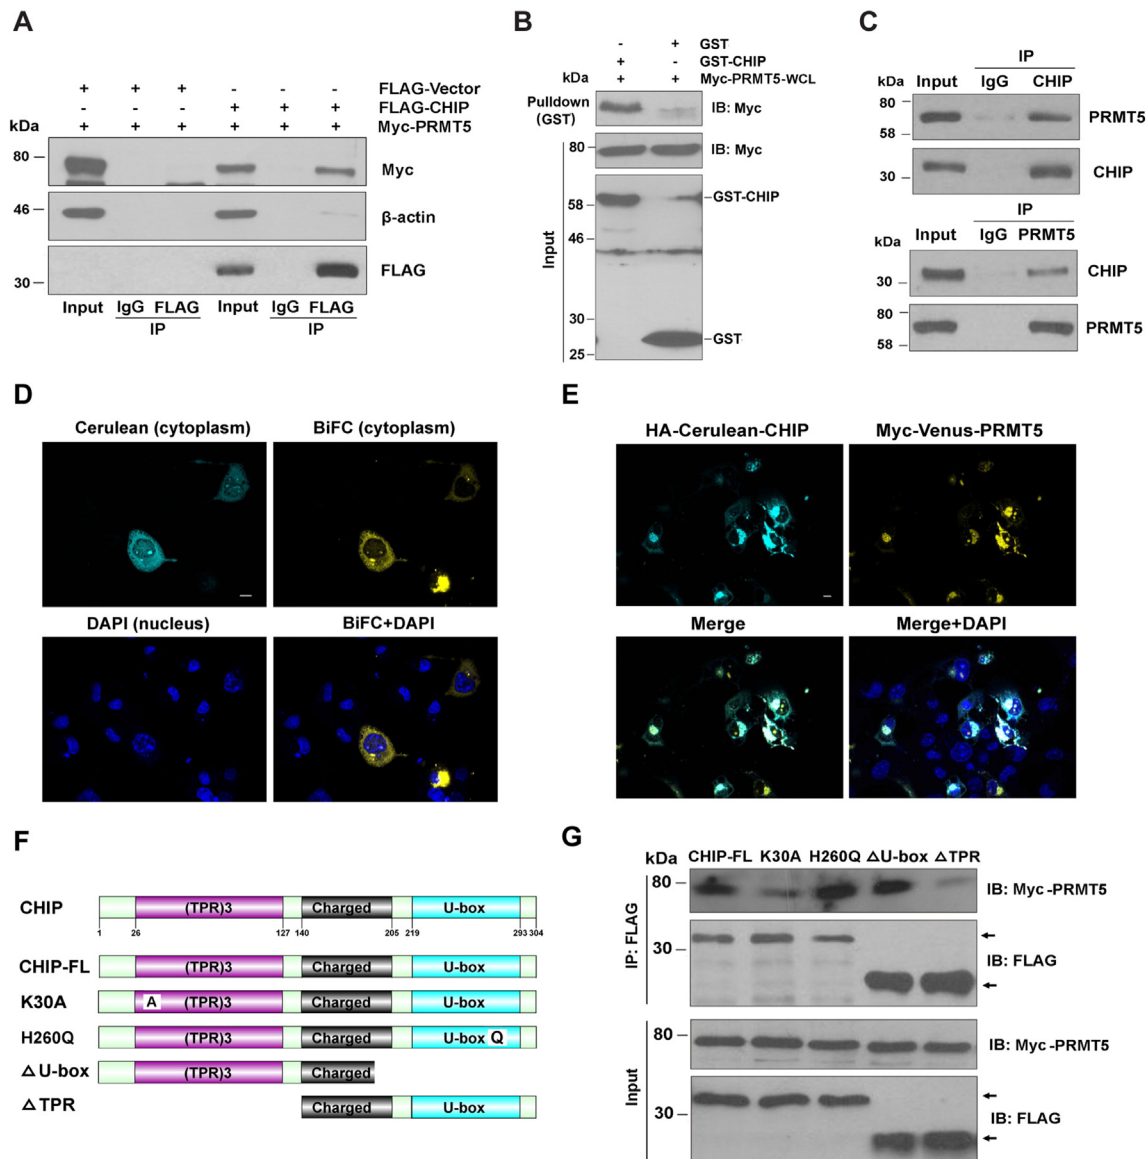 A
+ + + FLAG-Vector
- - - + + + FLAG-CHIP
+ + + + + + Myc-PRMT5
kDa
80
Myc
46
β-actin
30
FLAG
Input IgG FLAG Input IgG FLAG
IP IP
B
- + GST
+ - GST-CHIP
kDa + + Myc-PRMT5-WCL
Pulldown
(GST)
IB: Myc
80
IB: Myc
58
GST-CHIP
46
Input
30
GST
25
C
IP
Input IgG CHIP
kDa
80
PRMT5
58
30
CHIP
IP
kDa
Input IgG PRMT5
30
CHIP
80
PRMT5
58
D
Cerulean (cytoplasm) BiFC (cytoplasm)
DAPI (nucleus) BiFC+DAPI
E
HA-Cerulean-CHIP Myc-Venus-PRMT5
Merge Merge+DAPI
F
CHIP (TPR)3 Charged U-box
1 26 127 140 205 219 293 304
CHIP-FL (TPR)3 Charged U-box
K30A A (TPR)3 Charged U-box
H260Q (TPR)3 Charged U-box Q
△U-box (TPR)3 Charged
△TPR Charged U-box
G
kDa CHIP-FL K30A H260Q △U-box △TPR
80
IB: Myc-PRMT5
IP: FLAG
30
IB: FLAG
80
IB: Myc-PRMT5
Input
30
IB: FLAG